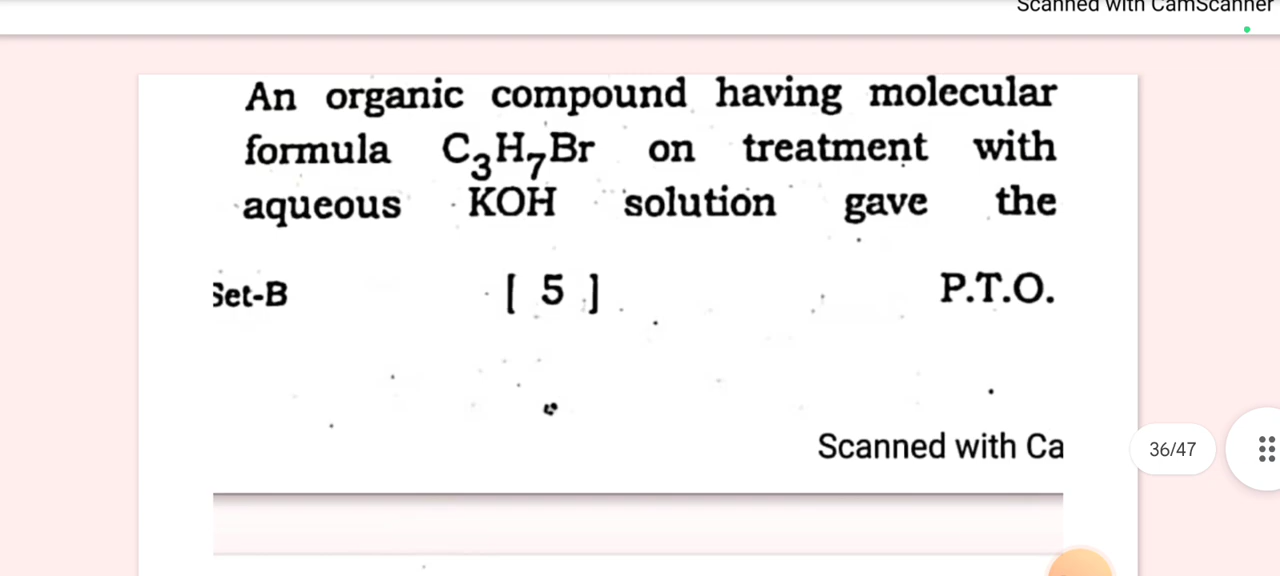 Scanned with CamScanner
An organic compound having molecular
formula C₃H₇Br on treatment with
aqueous KOH solution gave the
Set-B [ 5 ] P.T.O.
Scanned with Ca
36/47